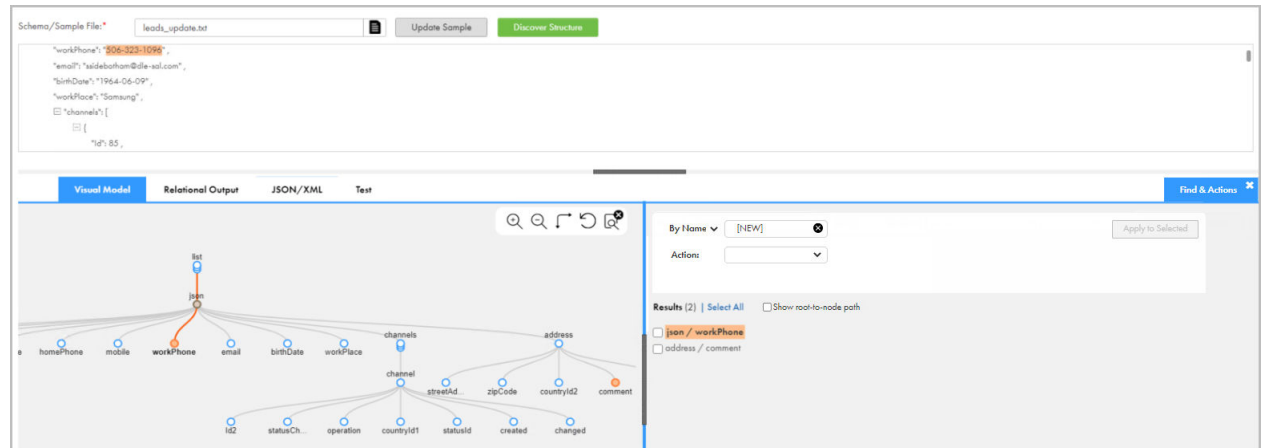 Schema/Sample File:* leads_update.txt Update Sample Discover Structure
"workPhone": "506-323-1096" ,
"email": "ssidebotham@dle-sal.com" ,
"birthDate": "1964-06-09" ,
"workPlace": "Samsung" ,
"channels": [
{
"Id": 85 ,
Visual Model Relational Output JSON/XML Test Find & Actions
By Name [NEW] Apply to Selected
Action:
list
json
Results (2) | Select All Show root-to-node path
json / workPhone
address / comment
channels address
e homePhone mobile workPhone email birthDate workPlace
channel
streetAd... zipCode countryId2 comment
Id2 statusCh... operation countryId1 statusId created changed